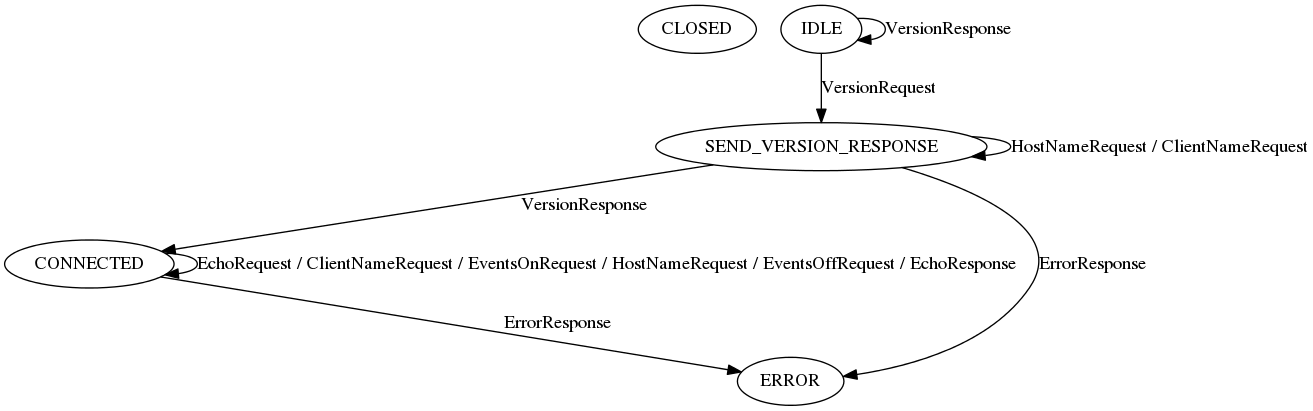 CLOSED
IDLE
VersionResponse
VersionRequest
SEND_VERSION_RESPONSE
HostNameRequest / ClientNameRequest
VersionResponse
CONNECTED
EchoRequest / ClientNameRequest / EventsOnRequest / HostNameRequest / EventsOffRequest / EchoResponse
ErrorResponse
ErrorResponse
ERROR